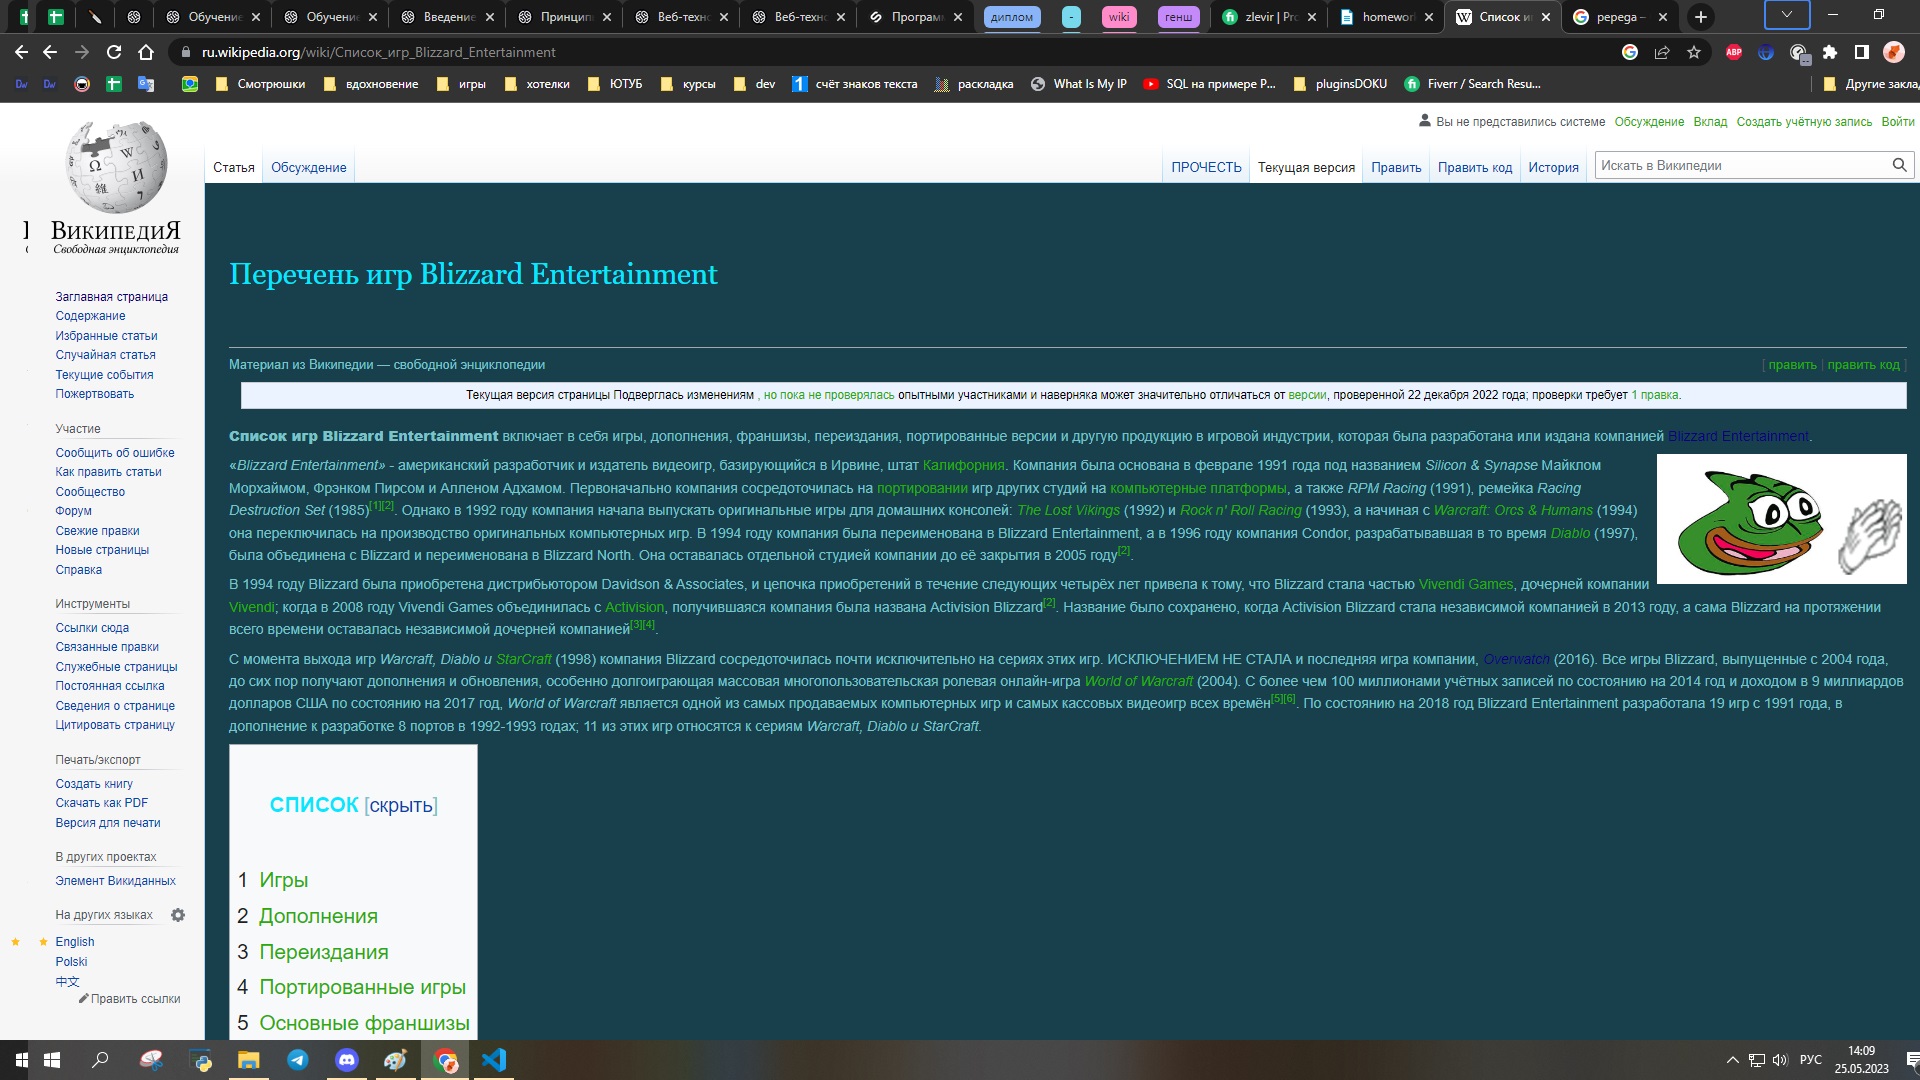 Обучение
Обучение
Введение
Принцип
Веб-техно
Веб-техно
Програм
диплом
-
wiki
генш
zlevir | Pro
homewor
Список и
pepega –
ru.wikipedia.org/wiki/Список_игр_Blizzard_Entertainment
Смотрюшки
вдохновение
игры
хотелки
ЮТУБ
курсы
dev
счёт знаков текста
раскладка
What Is My IP
SQL на примере P...
pluginsDOKU
Fiverr / Search Resu...
Другие закла
Вы не представились системе
Обсуждение
Вклад
Создать учётную запись
Войти
Статья
Обсуждение
ПРОЧЕСТЬ
Текущая версия
Править
Править код
История
Искать в Википедии
ВИКИПЕДИЯ
Свободная энциклопедия
Заглавная страница
Содержание
Избранные статьи
Случайная статья
Текущие события
Пожертвовать
Участие
Сообщить об ошибке
Как править статьи
Сообщество
Форум
Свежие правки
Новые страницы
Справка
Инструменты
Ссылки сюда
Связанные правки
Служебные страницы
Постоянная ссылка
Сведения о странице
Цитировать страницу
Печать/экспорт
Создать книгу
Скачать как PDF
Версия для печати
В других проектах
Элемент Викиданных
На других языках
English
Polski
中文
Править ссылки
Перечень игр Blizzard Entertainment
Материал из Википедии — свободной энциклопедии
[ править | править код ]
Текущая версия страницы Подверглась изменениям , но пока не проверялась опытными участниками и наверняка может значительно отличаться от версии, проверенной 22 декабря 2022 года; проверки требует 1 правка.
Список игр Blizzard Entertainment включает в себя игры, дополнения, франшизы, переиздания, портированные версии и другую продукцию в игровой индустрии, которая была разработана или издана компанией Blizzard Entertainment.
«Blizzard Entertainment» - американский разработчик и издатель видеоигр, базирующийся в Ирвине, штат Калифорния. Компания была основана в феврале 1991 года под названием Silicon & Synapse Майклом
Морхаймом, Фрэнком Пирсом и Алленом Адхамом. Первоначально компания сосредоточилась на портировании игр других студий на компьютерные платформы, а также RPM Racing (1991), ремейка Racing
Destruction Set (1985)[1][2]. Однако в 1992 году компания начала выпускать оригинальные игры для домашних консолей: The Lost Vikings (1992) и Rock n' Roll Racing (1993), а начиная с Warcraft: Orcs & Humans (1994)
она переключилась на производство оригинальных компьютерных игр. В 1994 году компания была переименована в Blizzard Entertainment, а в 1996 году компания Condor, разрабатывавшая в то время Diablo (1997),
была объединена с Blizzard и переименована в Blizzard North. Она оставалась отдельной студией компании до её закрытия в 2005 году[2].
В 1994 году Blizzard была приобретена дистрибьютором Davidson & Associates, и цепочка приобретений в течение следующих четырёх лет привела к тому, что Blizzard стала частью Vivendi Games, дочерней компании
Vivendi; когда в 2008 году Vivendi Games объединилась с Activision, получившаяся компания была названа Activision Blizzard[2]. Название было сохранено, когда Activision Blizzard стала независимой компанией в 2013 году, а сама Blizzard на протяжении
всего времени оставалась независимой дочерней компанией[3][4].
С момента выхода игр Warcraft, Diablo и StarCraft (1998) компания Blizzard сосредоточилась почти исключительно на сериях этих игр. ИСКЛЮЧЕНИЕМ НЕ СТАЛА и последняя игра компании, Overwatch (2016). Все игры Blizzard, выпущенные с 2004 года,
до сих пор получают дополнения и обновления, особенно долгоиграющая массовая многопользовательская ролевая онлайн-игра World of Warcraft (2004). С более чем 100 миллионами учётных записей по состоянию на 2014 год и доходом в 9 миллиардов
долларов США по состоянию на 2017 год, World of Warcraft является одной из самых продаваемых компьютерных игр и самых кассовых видеоигр всех времён[5][6]. По состоянию на 2018 год Blizzard Entertainment разработала 19 игр с 1991 года, в
дополнение к разработке 8 портов в 1992-1993 годах; 11 из этих игр относятся к сериям Warcraft, Diablo и StarCraft.
СПИСОК [скрыть]
1 Игры
2 Дополнения
3 Переиздания
4 Портированные игры
5 Основные франшизы
РУС
14:09
25.05.2023